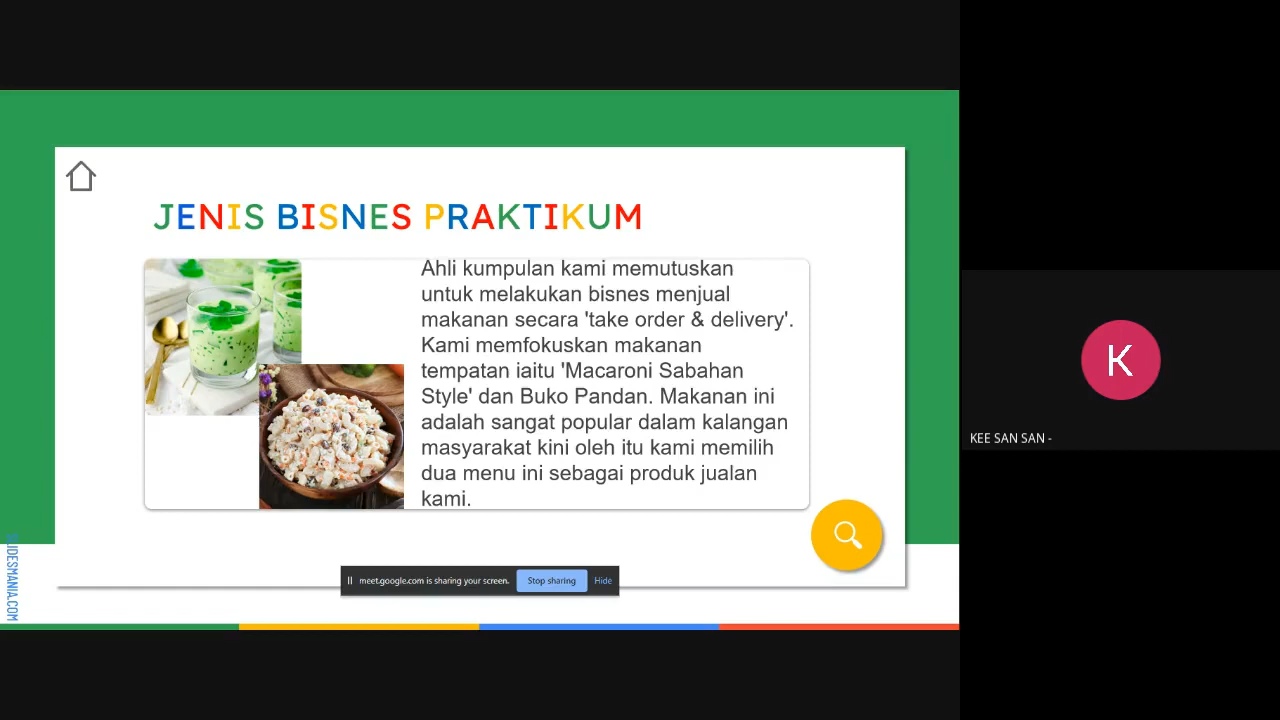 JENIS BISNES PRAKTIKUM
Ahli kumpulan kami memutuskan
untuk melakukan bisnes menjual
makanan secara 'take order & delivery'.
Kami memfokuskan makanan
tempatan iaitu 'Macaroni Sabahan
Style' dan Buko Pandan. Makanan ini
adalah sangat popular dalam kalangan
masyarakat kini oleh itu kami memilih
dua menu ini sebagai produk jualan
kami.
SLIDESMANIA.COM
meet.google.com is sharing your screen.
Stop sharing
Hide
K
KEE SAN SAN -